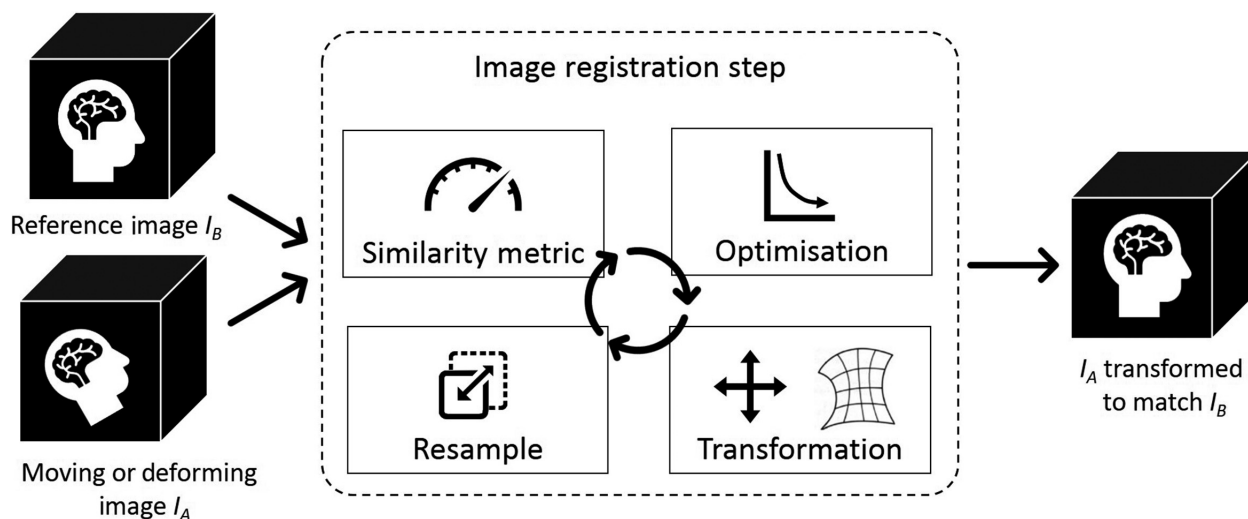 Image registration step
Reference image I_B
Moving or deforming
image I_A
Similarity metric
Optimisation
Resample
Transformation
I_A transformed
to match I_B